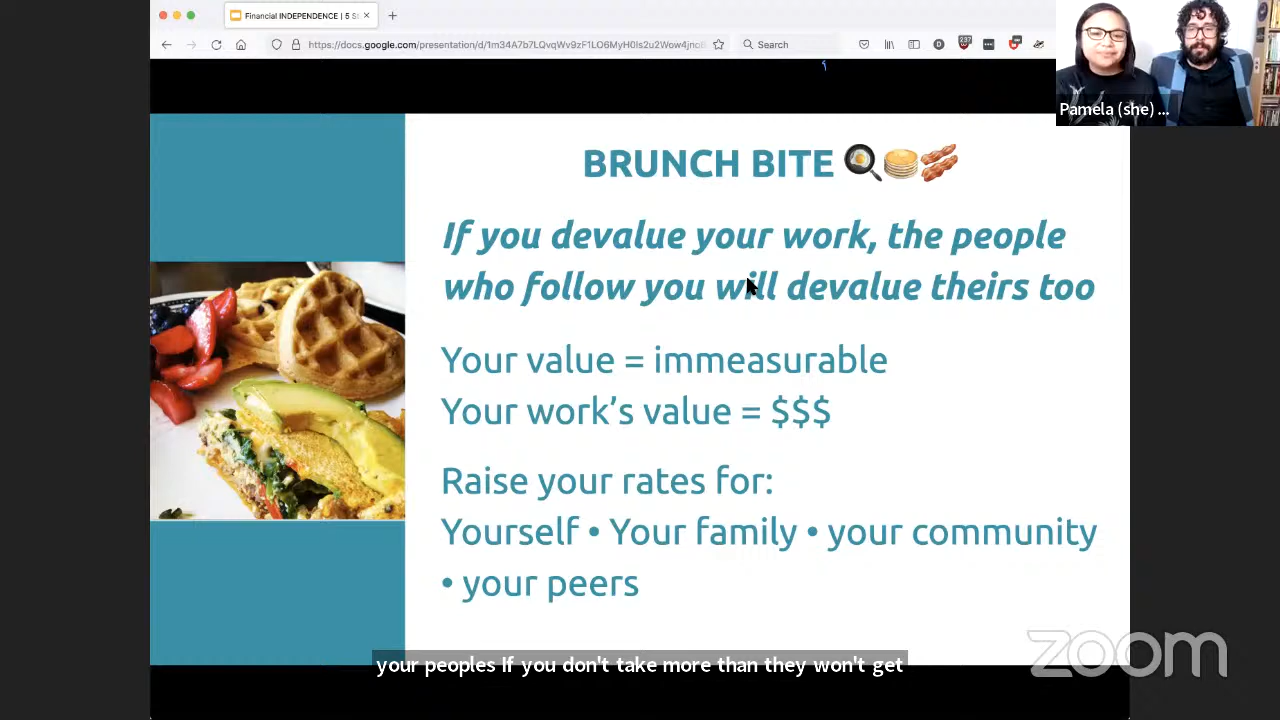 Financial INDEPENDENCE | 5 S
https://docs.google.com/presentation/d/1m34A7b7LQvqWv9zF1LO6MyH0Is2u2Wow4jno
Search
237
Pamela (she) ...
BRUNCH BITE
If you devalue your work, the people
who follow you will devalue theirs too
Your value = immeasurable
Your work’s value = $$$
Raise your rates for:
Yourself • Your family • your community
• your peers
zoom
your peoples If you don't take more than they won't get